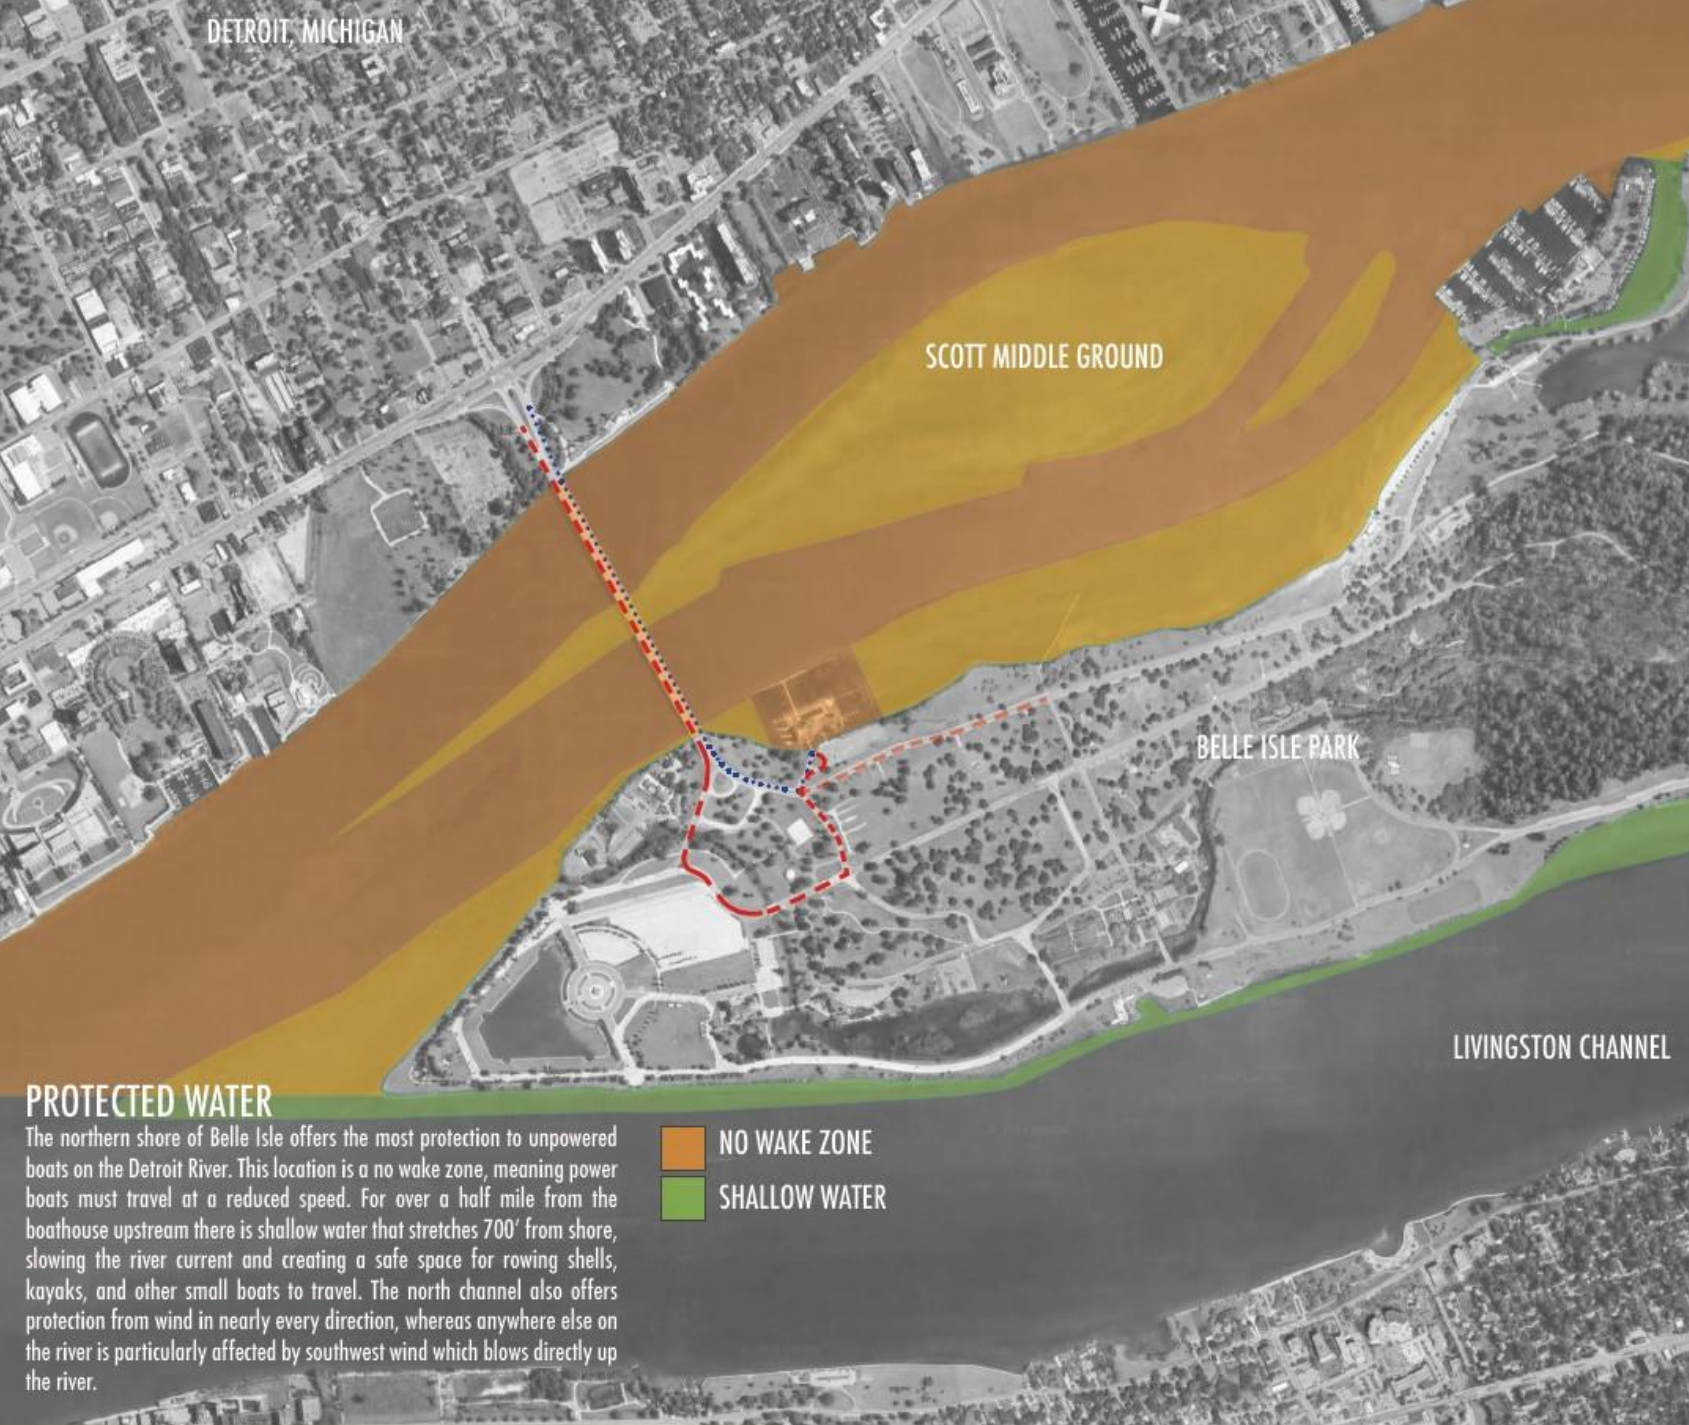 DETROIT, MICHIGAN
SCOTT MIDDLE GROUND
BELLE ISLE PARK
LIVINGSTON CHANNEL
PROTECTED WATER
The northern shore of Belle Isle offers the most protection to unpowered
boats on the Detroit River. This location is a no wake zone, meaning power
boats must travel at a reduced speed. For over a half mile from the
boathouse upstream there is shallow water that stretches 700' from shore,
slowing the river current and creating a safe space for rowing shells,
kayaks, and other small boats to travel. The north channel also offers
protection from wind in nearly every direction, whereas anywhere else on
the river is particularly affected by southwest wind which blows directly up
the river.
NO WAKE ZONE
SHALLOW WATER